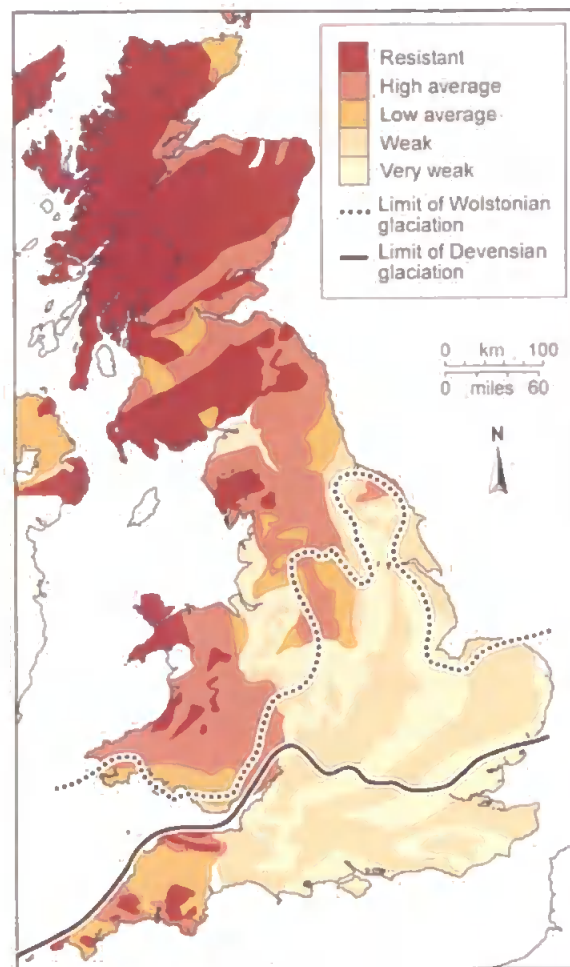 Resistant
High average
Low average
Weak
Very weak
Limit of Wolstonian
glaciation
Limit of Devensian
glaciation
0 km 100
0 miles 60
N